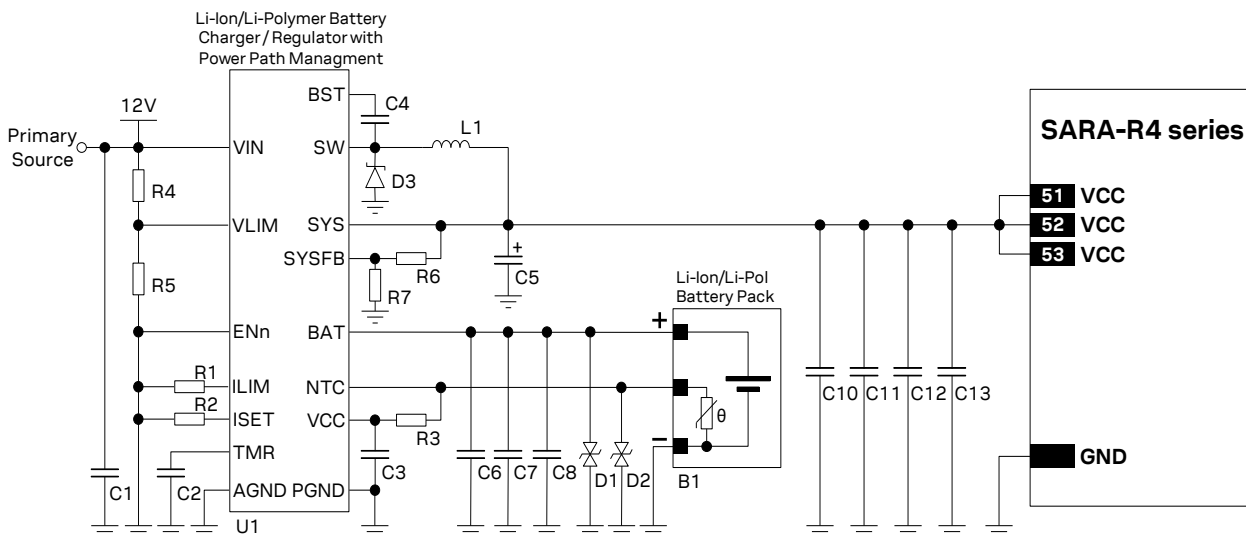 Li-Ion/Li-Polymer Battery
Charger / Regulator with
Power Path Managment
12V
Primary
Source
VIN
VLIM
ENn
ILIM
ISET
TMR
AGND
BST
SW
SYS
SYSFB
BAT
NTC
VCC
PGND
U1
R4
R5
R1
R2
C1
C2
C4
L1
D3
R6
R7
C5
+
R3
C3
C6
C7
C8
D1
D2
Li-Ion/Li-Pol
Battery Pack
+
θ
–
B1
C10
C11
C12
C13
SARA-R4 series
51 VCC
52 VCC
53 VCC
GND